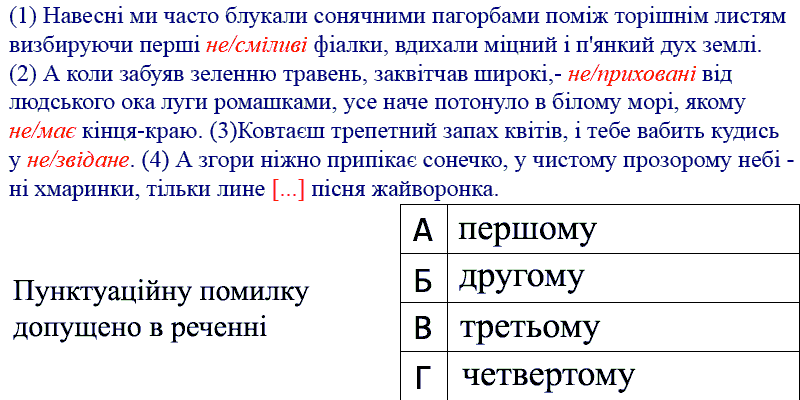 (1) Навесні ми часто блукали сонячними пагорбами поміж торішнім листям
визбируючи перші не/сміливі фіалки, вдихали міцний і п'янкий дух землі.
(2) А коли забуяв зеленню травень, заквітчав широкі,- не/приховані від
людського ока луги ромашками, усе наче потонуло в білому морі, якому
не/має кінця-краю. (3)Ковтаєш трепетний запах квітів, і тебе вабить кудись
у не/звідане. (4) А згори ніжно припікає сонечко, у чистому прозорому небі -
ні хмаринки, тільки лине [...] пісня жайворонка.
Пунктуаційну помилку
допущено в реченні
А першому
Б другому
В третьому
Г четвертому